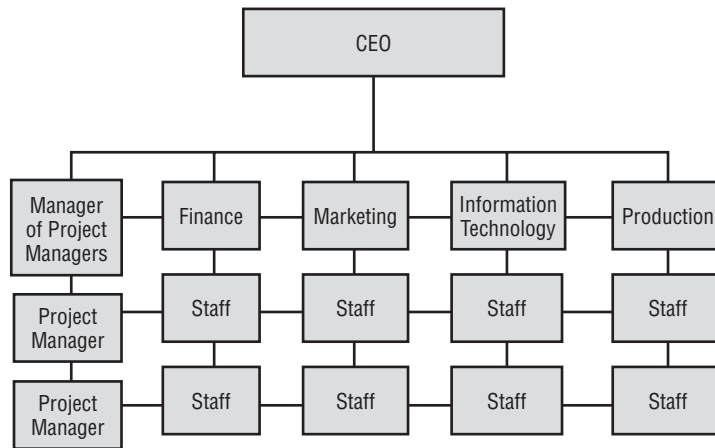 CEO
Manager
of Project
Managers
Finance
Marketing
Information
Technology
Production
Project
Manager
Staff
Staff
Staff
Staff
Project
Manager
Staff
Staff
Staff
Staff